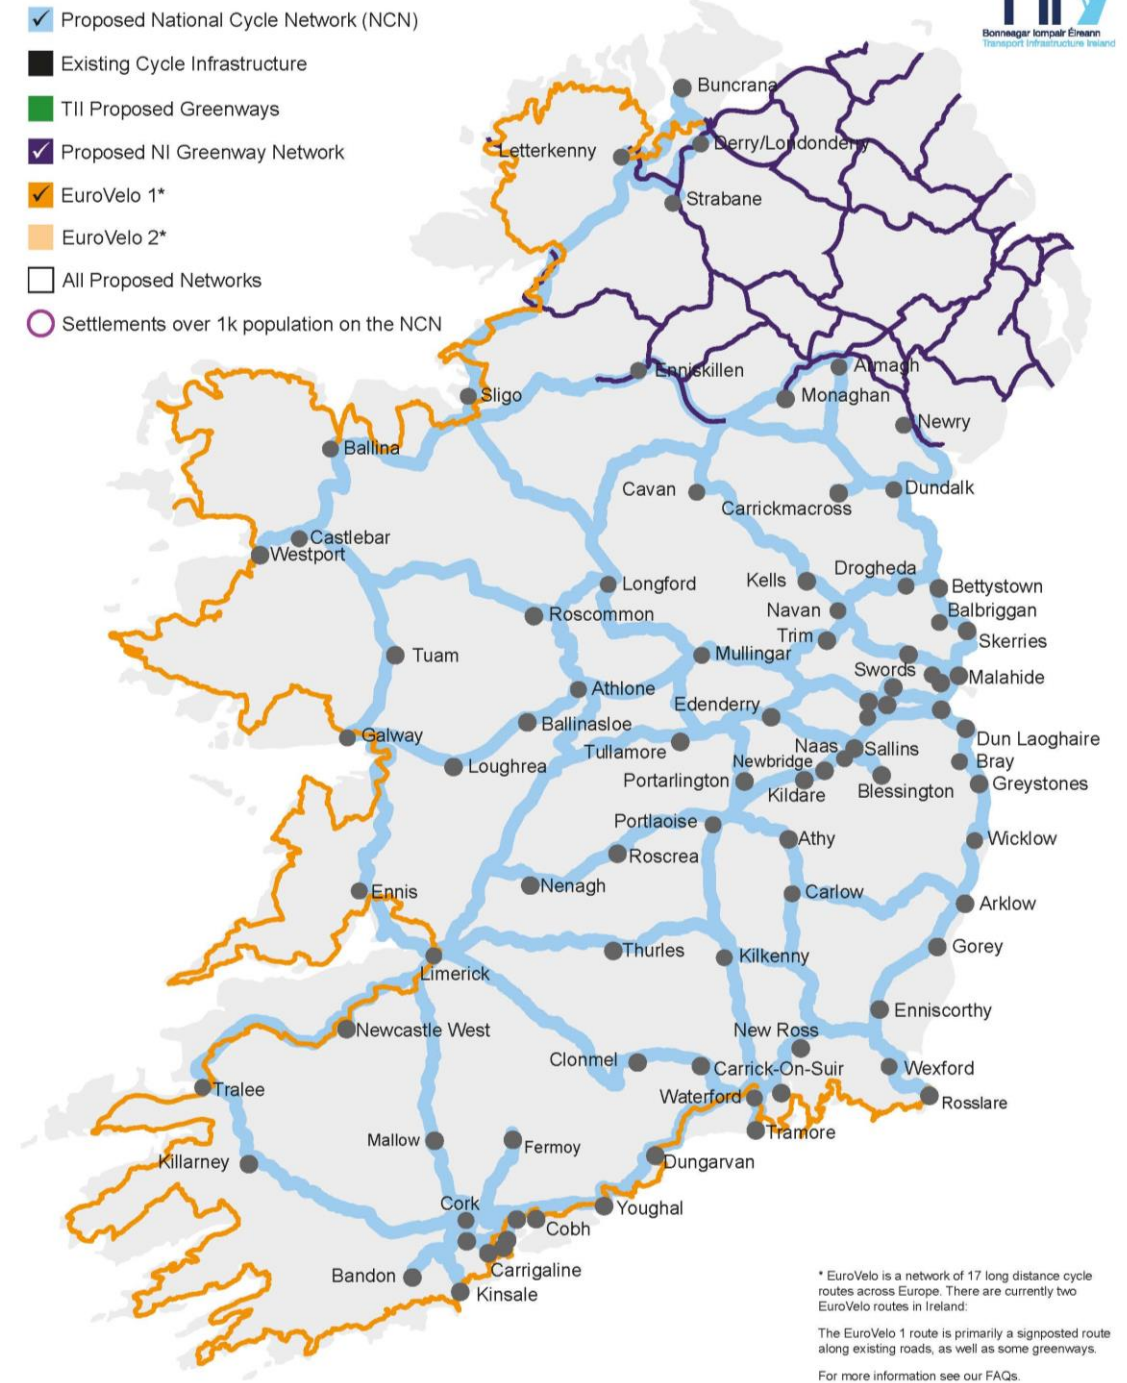 Proposed National Cycle Network (NCN)
Existing Cycle Infrastructure
TII Proposed Greenways
Proposed NI Greenway Network
EuroVelo 1*
EuroVelo 2*
All Proposed Networks
Settlements over 1k population on the NCN
Bonneagar Iompair Éireann
Transport Infrastructure Ireland
Buncrana
Derry/Londonderry
Letterkenny
Strabane
Enniskillen
Armagh
Monaghan
Sligo
Newry
Ballina
Cavan
Dundalk
Carrickmacross
Castlebar
Westport
Longford
Kells
Drogheda
Bettystown
Roscommon
Navan
Balbriggan
Trim
Skerries
Tuam
Mullingar
Swords
Malahide
Athlone
Edenderry
Ballinasloe
Galway
Tullamore
Naas
Sallins
Dun Laoghaire
Loughrea
Newbridge
Bray
Portarlington
Kildare
Blessington
Greystones
Portlaoise
Athy
Wicklow
Roscrea
Nenagh
Ennis
Carlow
Arklow
Thurles
Kilkenny
Gorey
Limerick
Enniscorthy
Newcastle West
New Ross
Clonmel
Carrick-On-Suir
Wexford
Tralee
Waterford
Rosslare
Tramore
Mallow
Fermoy
Killarney
Dungarvan
Cork
Youghal
Cobh
Bandon
Carrigaline
Kinsale
* EuroVelo is a network of 17 long distance cycle
routes across Europe. There are currently two
EuroVelo routes in Ireland:
The EuroVelo 1 route is primarily a signposted route
along existing roads, as well as some greenways.
For more information see our FAQs.